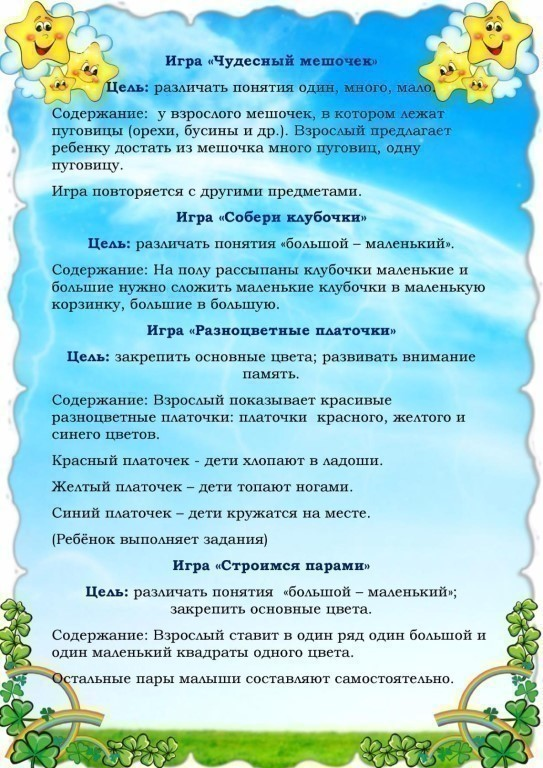 Игра «Чудесный мешочек»
Цель: различать понятия один, много, мало.
Содержание: у взрослого мешочек, в котором лежат
пуговицы (орехи, бусины и др.). Взрослый предлагает
ребенку достать из мешочка много пуговиц, одну
пуговицу.
Игра повторяется с другими предметами.
Игра «Собери клубочки»
Цель: различать понятия «большой – маленький».
Содержание: На полу рассыпаны клубочки маленькие и
большие нужно сложить маленькие клубочки в маленькую
корзинку, большие в большую.
Игра «Разноцветные платочки»
Цель: закрепить основные цвета; развивать внимание
память.
Содержание: Взрослый показывает красивые
разноцветные платочки: платочки красного, желтого и
синего цветов.
Красный платочек - дети хлопают в ладоши.
Желтый платочек – дети топают ногами.
Синий платочек – дети кружатся на месте.
(Ребёнок выполняет задания)
Игра «Строимся парами»
Цель: различать понятия «большой – маленький»;
закрепить основные цвета.
Содержание: Взрослый ставит в один ряд один большой и
один маленький квадраты одного цвета.
Остальные пары малыши составляют самостоятельно.